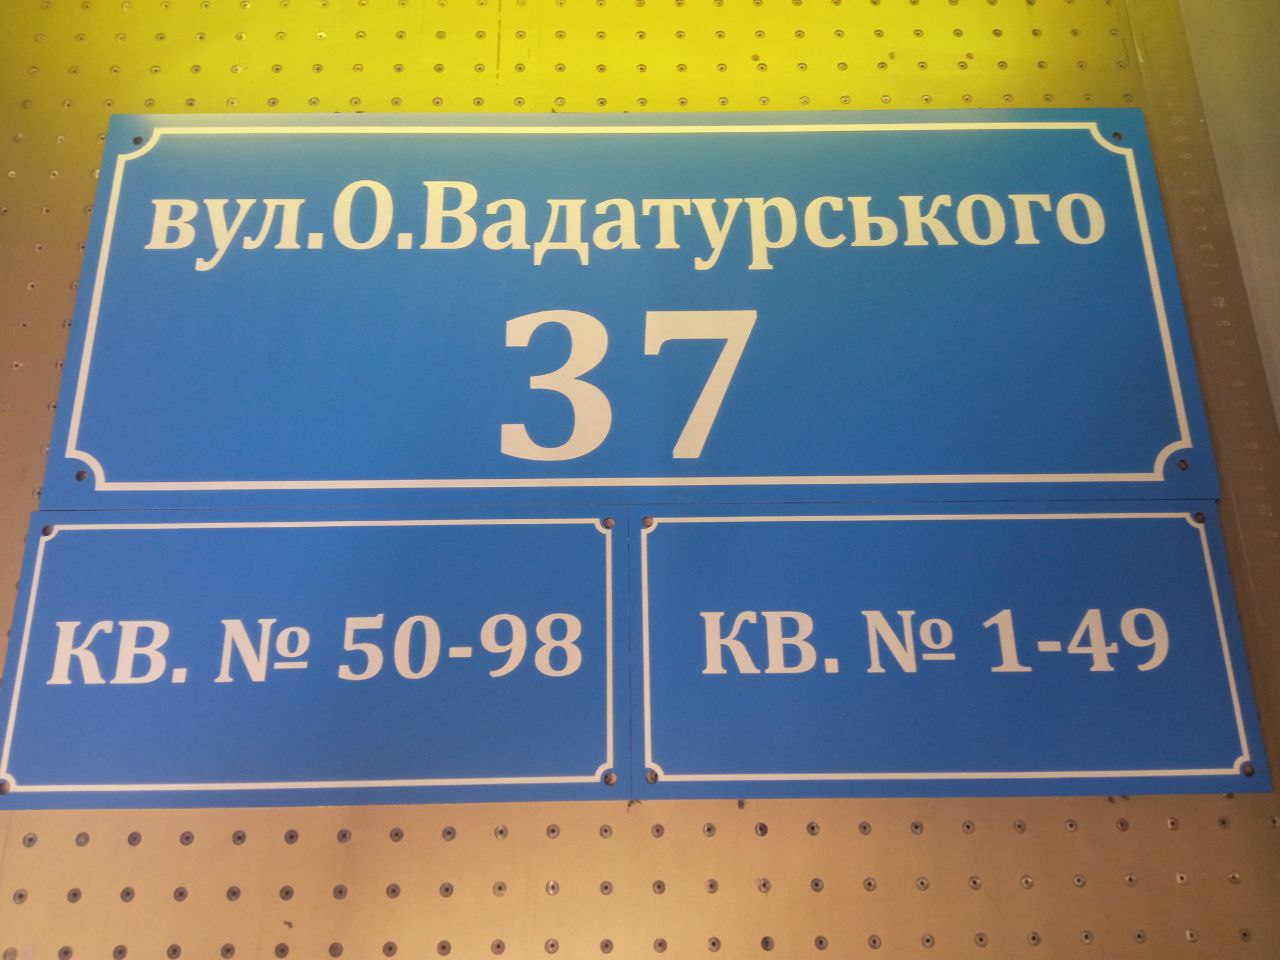 вул.О.Вадатурського
37
КВ. № 50-98
КВ. № 1-49